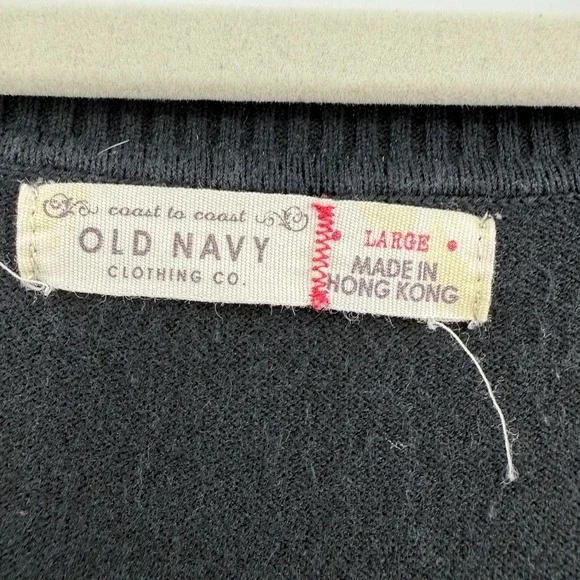 coast to coast
OLD NAVY
CLOTHING CO.
LARGE
MADE IN
HONG KONG